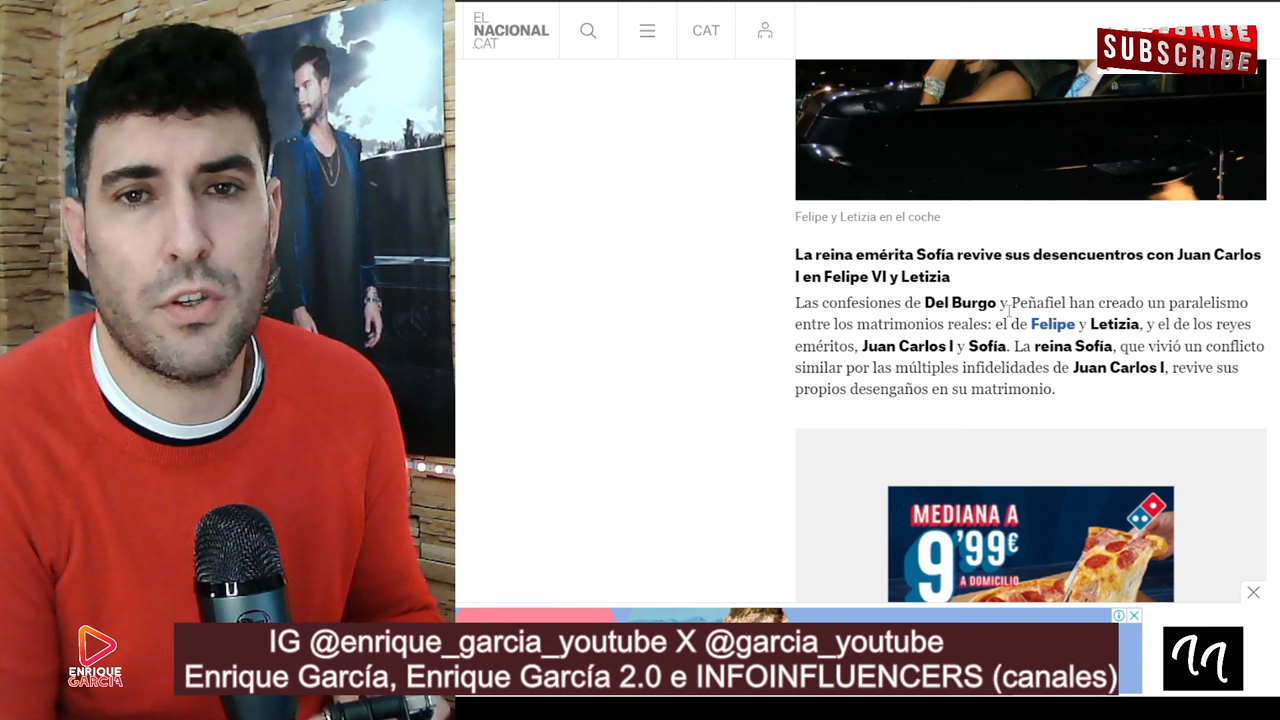 EL
NACIONAL
.CAT
CAT
SUBSCRIBE
SUBSCRIBE
Felipe y Letizia en el coche
La reina emérita Sofía revive sus desencuentros con Juan Carlos
I en Felipe VI y Letizia
Las confesiones de Del Burgo y Peñafiel han creado un paralelismo
entre los matrimonios reales: el de Felipe y Letizia, y el de los reyes
eméritos, Juan Carlos I y Sofía. La reina Sofía, que vivió un conflicto
similar por las múltiples infidelidades de Juan Carlos I, revive sus
propios desengaños en su matrimonio.
MEDIANA A
9'99€
A DOMICILIO
IG @enrique_garcia_youtube X @garcia_youtube
Enrique García, Enrique García 2.0 e INFOINFLUENCERS (canales)
ENRIQUE
GARCÍA